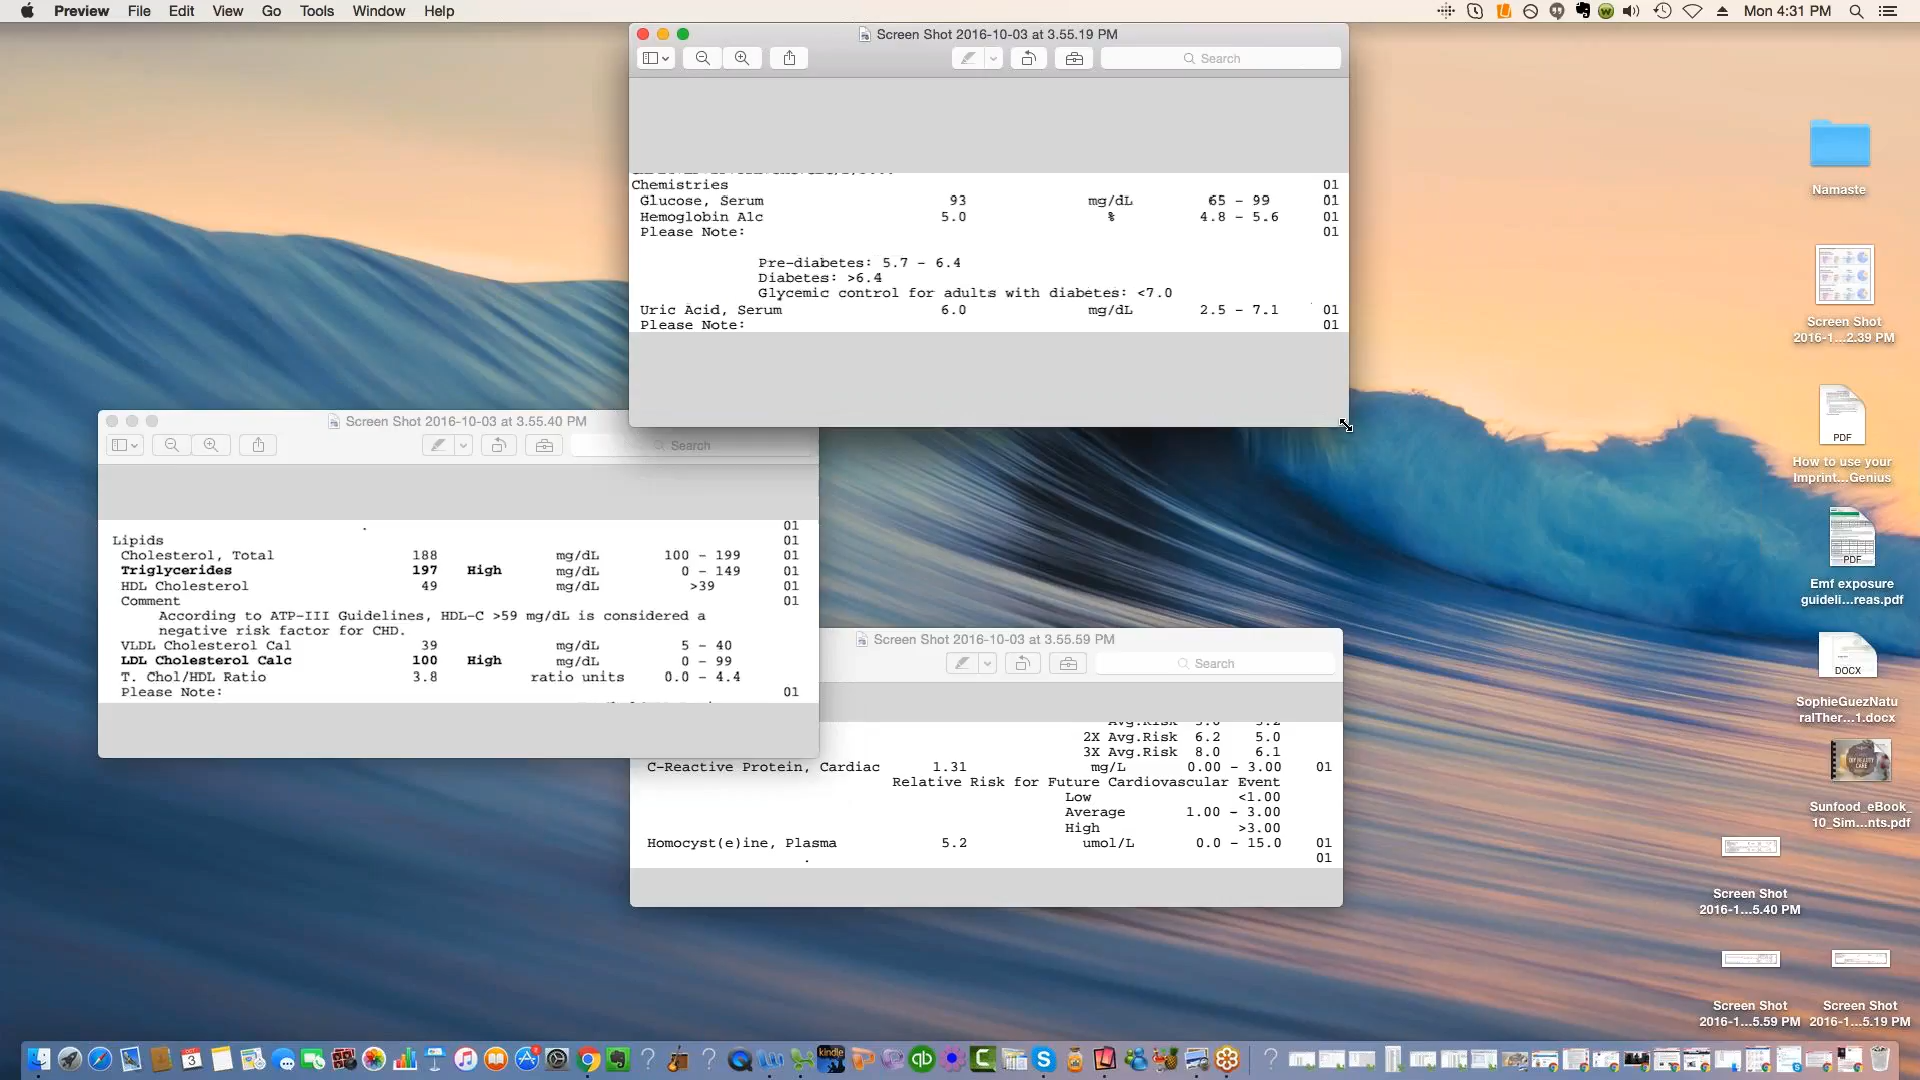 Preview File Edit View Go Tools Window Help
Mon 4:31 PM
Screen Shot 2016-10-03 at 3.55.19 PM
Search
Chemistries 01
Glucose, Serum 93 mg/dL 65 - 99 01
Hemoglobin A1c 5.0 % 4.8 - 5.6 01
Please Note: 01
Pre-diabetes: 5.7 - 6.4
Diabetes: >6.4
Glycemic control for adults with diabetes: <7.0
Uric Acid, Serum 6.0 mg/dL 2.5 - 7.1 01
Please Note: 01
Screen Shot 2016-10-03 at 3.55.40 PM
Search
01
Lipids 01
Cholesterol, Total 188 mg/dL 100 - 199 01
Triglycerides 197 High mg/dL 0 - 149 01
HDL Cholesterol 49 mg/dL >39 01
Comment 01
According to ATP-III Guidelines, HDL-C >59 mg/dL is considered a
negative risk factor for CHD.
VLDL Cholesterol Cal 39 mg/dL 5 - 40
LDL Cholesterol Calc 100 High mg/dL 0 - 99
T. Chol/HDL Ratio 3.8 ratio units 0.0 - 4.4
Please Note: 01
Screen Shot 2016-10-03 at 3.55.59 PM
Search
2X Avg.Risk 6.2 5.0
3X Avg.Risk 8.0 6.1
C-Reactive Protein, Cardiac 1.31 mg/L 0.00 - 3.00 01
Relative Risk for Future Cardiovascular Event
Low <1.00
Average 1.00 - 3.00
High >3.00
Homocyst(e)ine, Plasma 5.2 umol/L 0.0 - 15.0 01
01
Namaste
Screen Shot
2016-1...2.39 PM
PDF
How to use your
Imprint...Genius
PDF
Emf exposure
guideli...reas.pdf
DOCX
SophieGuezNatu
ralTher...1.docx
DIY BEAUTY
CARE
Sunfood_eBook_
10_Sim...nts.pdf
Screen Shot
2016-1...5.40 PM
Screen Shot
2016-1...5.59 PM
Screen Shot
2016-1...5.19 PM
OCT
3
kindle
qb